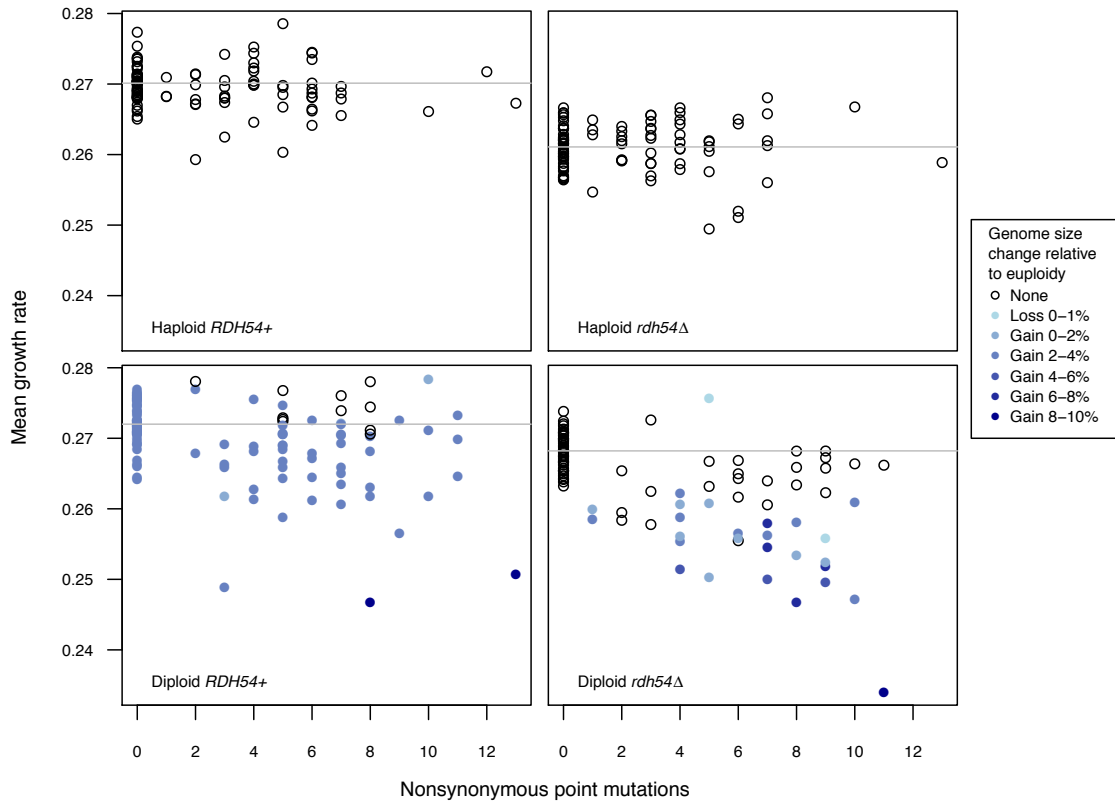 0.28
0.27
0.26
0.25
0.24
Haploid RDH54+
Haploid rdh54Δ
Genome size
change relative
to euploidy
None
Loss 0−1%
Gain 0−2%
Gain 2−4%
Gain 4−6%
Gain 6−8%
Gain 8−10%
Mean growth rate
0.28
0.27
0.26
0.25
0.24
Diploid RDH54+
Diploid rdh54Δ
0 2 4 6 8 10 12
0 2 4 6 8 10 12
Nonsynonymous point mutations